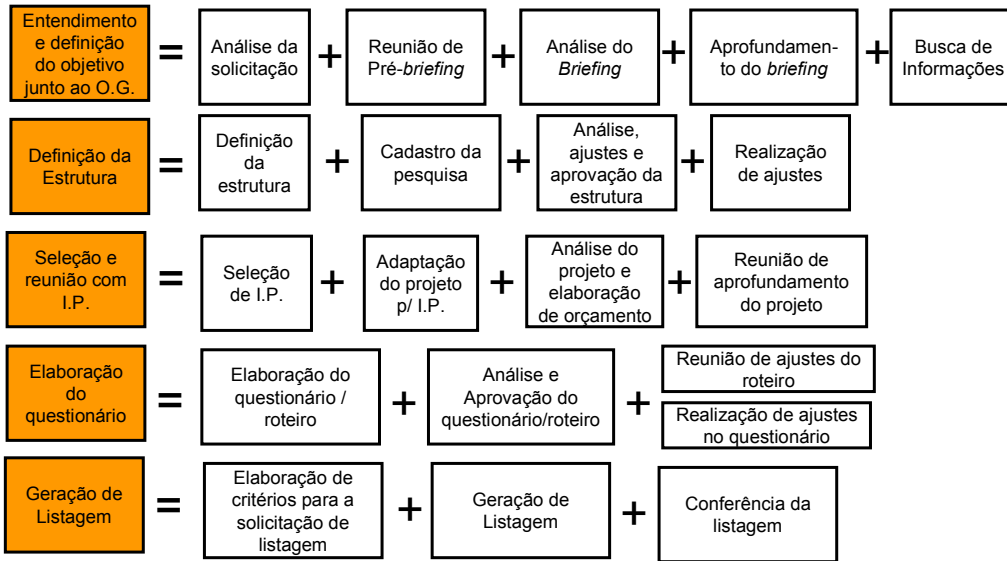 Entendimento
e definição
do objetivo
junto ao O.G.
=
Análise da
solicitação
+
Reunião de
Pré-briefing
+
Análise do
Briefing
+
Aprofundamen-
to do briefing
+
Busca de
Informações
Definição da
Estrutura
=
Definição
da
estrutura
+
Cadastro da
pesquisa
+
Análise,
ajustes e
aprovação da
estrutura
+
Realização
de ajustes
Seleção e
reunião com
I.P.
=
Seleção
de I.P.
+
Adaptação
do projeto
p/ I.P.
+
Análise do
projeto e
elaboração
de orçamento
+
Reunião de
aprofundamento
do projeto
Elaboração
do
questionário
=
Elaboração do
questionário /
roteiro
+
Análise e
Aprovação do
questionário/roteiro
+
Reunião de ajustes do
roteiro
Realização de ajustes
no questionário
Geração de
Listagem
=
Elaboração de
critérios para a
solicitação de
listagem
+
Geração de
Listagem
+
Conferência da
listagem